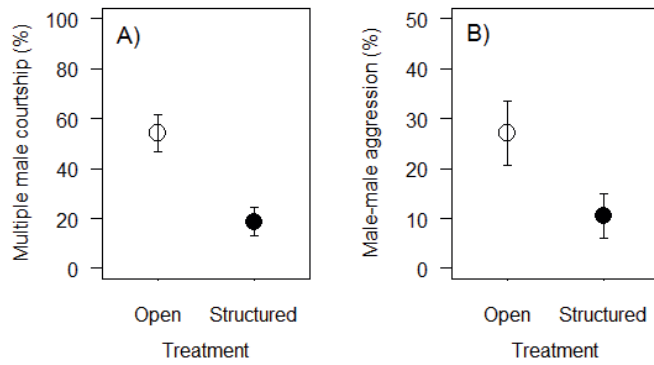 A)
Multiple male courtship (%)
100
80
60
40
20
0
Open Structured
Treatment
B)
Male-male aggression (%)
50
40
30
20
10
0
Open Structured
Treatment